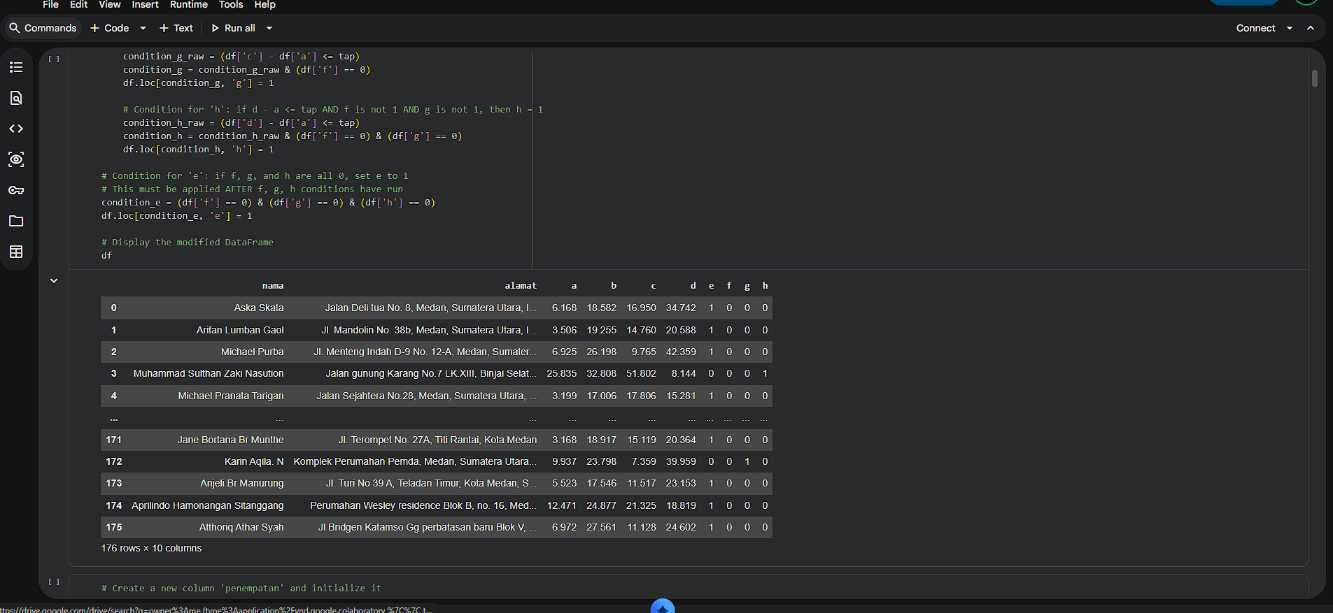 File Edit View Insert Runtime Tools Help
Commands + Code + Text Run all Connect
[ ]
condition_g_raw = (df['c'] - df['a'] <= tap)
condition_g = condition_g_raw & (df['f'] == 0)
df.loc[condition_g, 'g'] = 1
# Condition for 'h': if d - a <= tap AND f is not 1 AND g is not 1, then h = 1
condition_h_raw = (df['d'] - df['a'] <= tap)
condition_h = condition_h_raw & (df['f'] == 0) & (df['g'] == 0)
df.loc[condition_h, 'h'] = 1
# Condition for 'e': if f, g, and h are all 0, set e to 1
# This must be applied AFTER f, g, h conditions have run
condition_e = (df['f'] == 0) & (df['g'] == 0) & (df['h'] == 0)
df.loc[condition_e, 'e'] = 1
# Display the modified DataFrame
df
nama alamat a b c d e f g h
0 Aska Skata Jalan Deli tua No. 8, Medan, Sumatera Utara, I... 6.168 18.582 16.950 34.742 1 0 0 0
1 Arifan Lumban Gaol Jl. Mandolin No. 38b, Medan, Sumatera Utara, I... 3.506 19.255 14.760 20.588 1 0 0 0
2 Michael Purba Jl. Menteng Indah D-9 No. 12-A, Medan, Sumater... 6.925 26.198 9.765 42.359 1 0 0 0
3 Muhammad Sulthan Zaki Nasution Jalan gunung Karang No.7 LK.XIII, Binjai Selat... 25.835 32.808 51.802 8.144 0 0 0 1
4 Michael Pranata Tarigan Jalan Sejahtera No.28, Medan, Sumatera Utara, ... 3.199 17.006 17.806 15.281 1 0 0 0
... ... ... ... ... ... ... ... ... ... ...
171 Jane Bortana Br Munthe Jl. Terompet No. 27A, Titi Rantai, Kota Medan 3.168 18.917 15.119 20.364 1 0 0 0
172 Karin Aqila. N Komplek Perumahan Pemda, Medan, Sumatera Utara... 9.937 23.798 7.359 39.959 0 0 1 0
173 Anjeli Br Manurung Jl. Turi No 39 A, Teladan Timur, Kota Medan, S... 5.523 17.546 11.517 23.153 1 0 0 0
174 Aprilindo Hamonangan Sitanggang Perumahan Wesley residence Blok B, no. 16, Med... 12.471 24.877 21.325 18.819 1 0 0 0
175 Atthoriq Athar Syah Jl Bridgen Katamso Gg perbatasan baru Blok V, ... 6.972 27.561 11.128 24.602 1 0 0 0
176 rows × 10 columns
[ ] # Create a new column 'penempatan' and initialize it